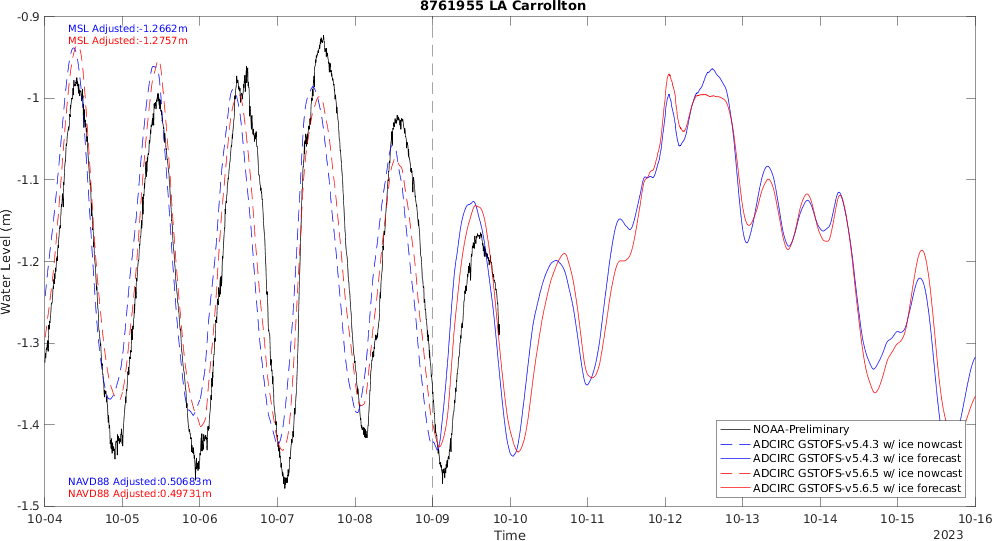 8761955 LA Carrollton
-0.9
MSL Adjusted:-1.2662m
MSL Adjusted:-1.2757m
-1
-1.1
-1.2
-1.3
-1.4
-1.5
Water Level (m)
NAVD88 Adjusted:0.50683m
NAVD88 Adjusted:0.49731m
NOAA-Preliminary
ADCIRC GSTOFS-v5.4.3 w/ ice nowcast
ADCIRC GSTOFS-v5.4.3 w/ ice forecast
ADCIRC GSTOFS-v5.6.5 w/ ice nowcast
ADCIRC GSTOFS-v5.6.5 w/ ice forecast
10-04 10-05 10-06 10-07 10-08 10-09 10-10 10-11 10-12 10-13 10-14 10-15 10-16
Time
2023